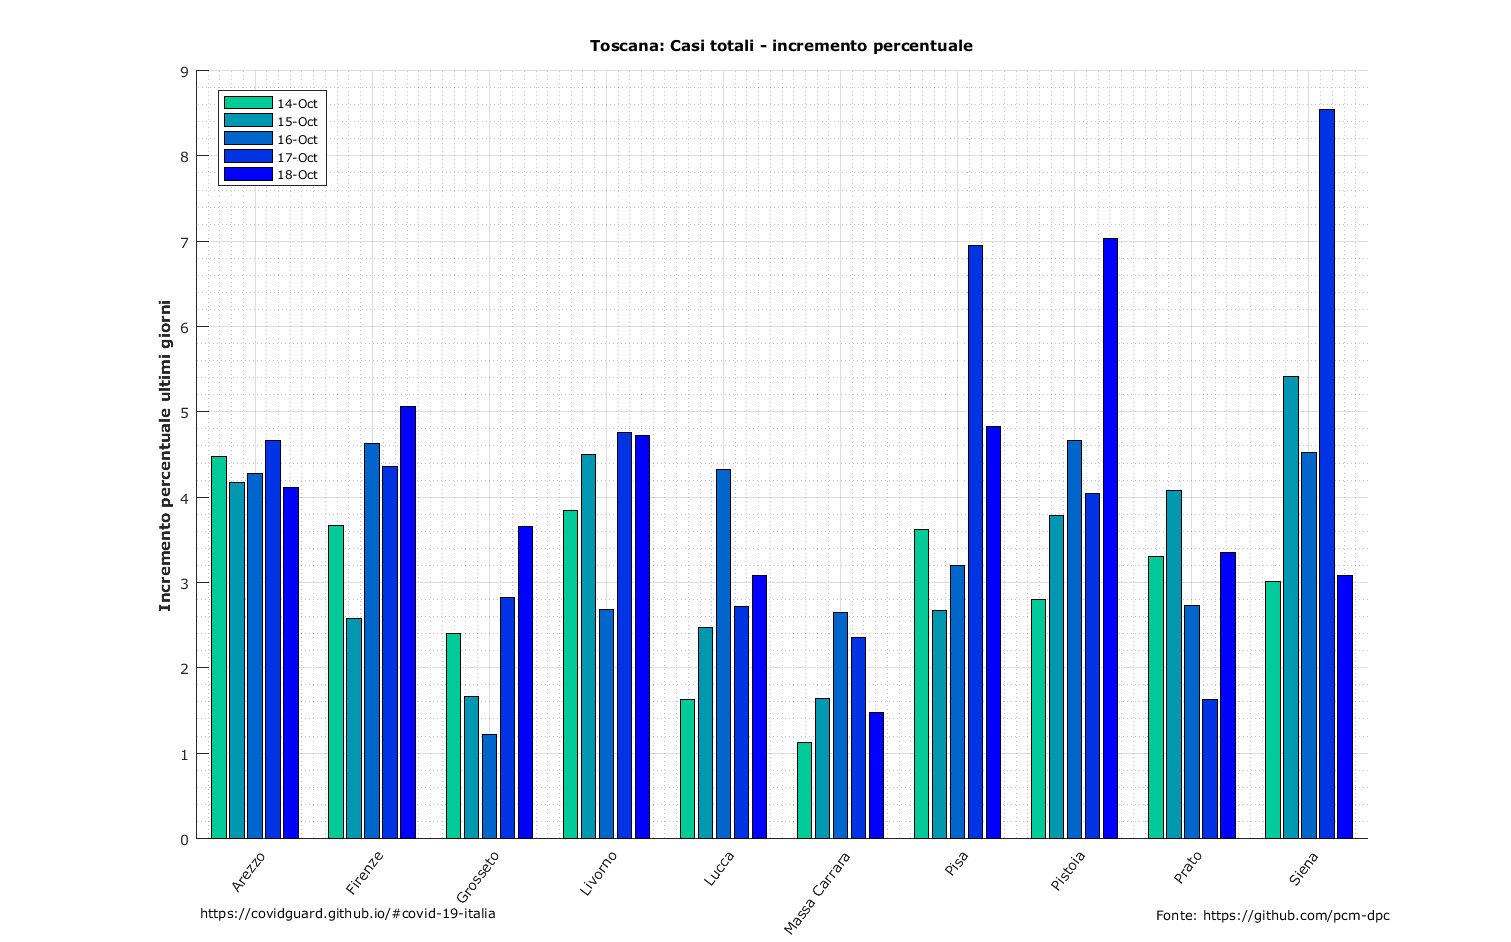 Toscana: Casi totali - incremento percentuale
9
8
7
6
5
4
3
2
1
0
Incremento percentuale ultimi giorni
14-Oct
15-Oct
16-Oct
17-Oct
18-Oct
Arezzo
Firenze
Grosseto
Livorno
Lucca
Massa Carrara
Pisa
Pistoia
Prato
Siena
https://covidguard.github.io/#covid-19-italia
Fonte: https://github.com/pcm-dpc